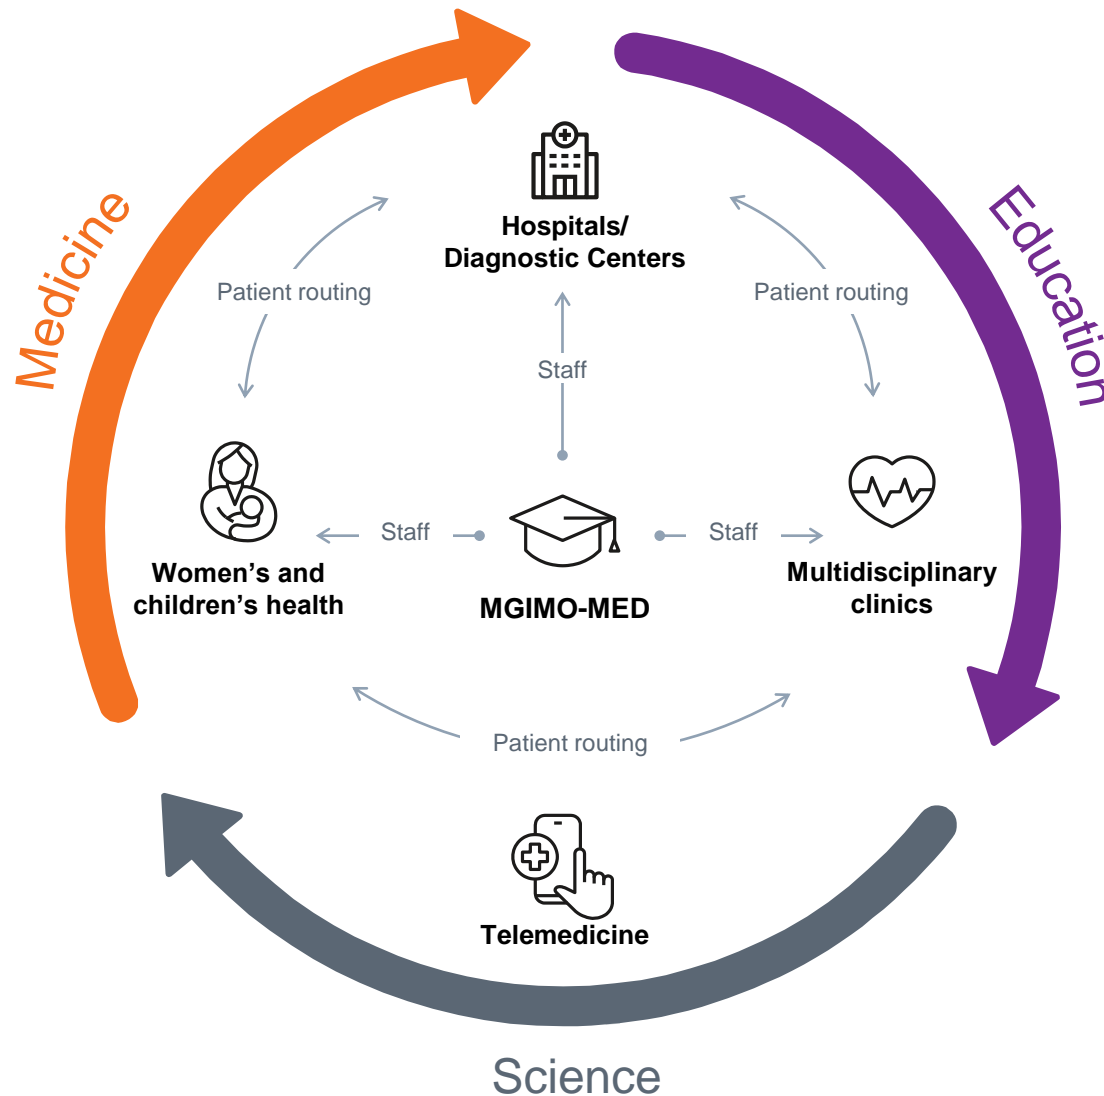 Medicine
Education
Hospitals/
Diagnostic Centers
Patient routing
Patient routing
Staff
Staff
Staff
Women’s and
children’s health
MGIMO-MED
Multidisciplinary
clinics
Patient routing
Telemedicine
Science